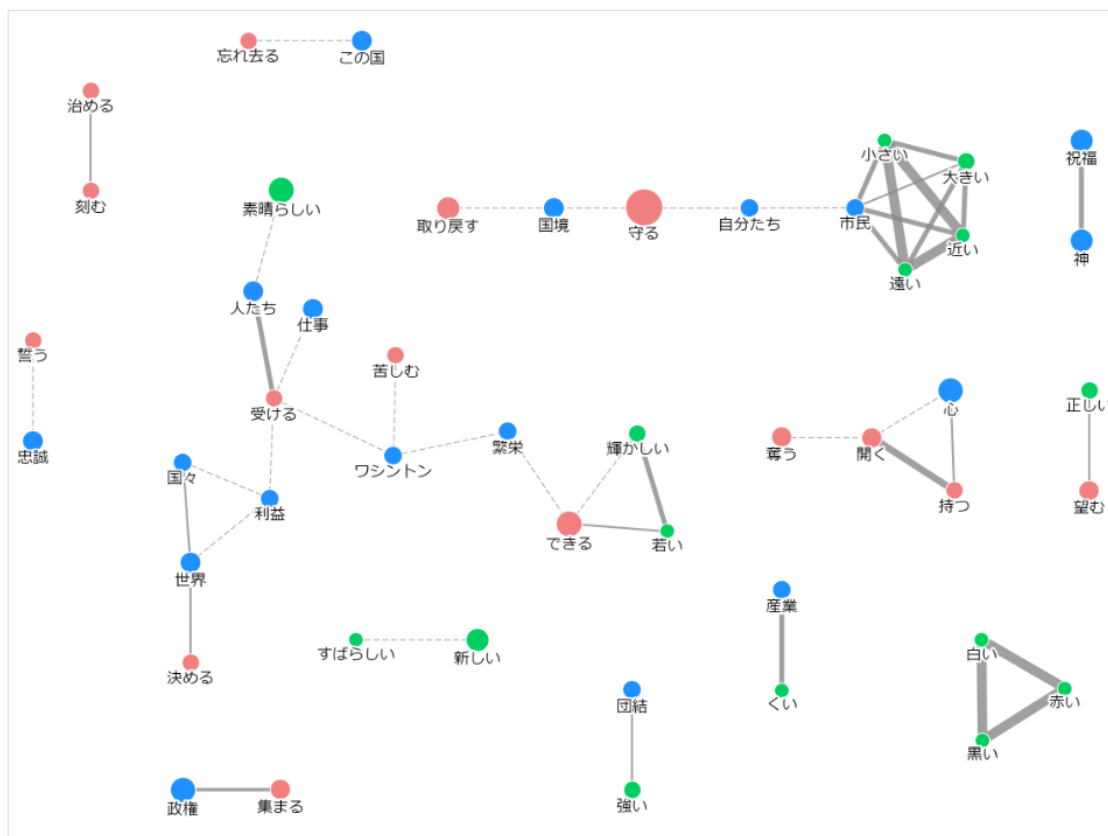 忘れ去る
この国
治める
刻む
素晴らしい
取り戻す
国境
守る
自分たち
市民
小さい
大きい
近い
遠い
祝福
神
人たち
仕事
誓う
忠誠
苦しむ
受ける
ワシントン
繁栄
輝かしい
国々
利益
できる
若い
世界
決める
心
奪う
開く
持つ
正しい
望む
すばらしい
新しい
産業
くい
団結
強い
白い
赤い
黒い
政権
集まる